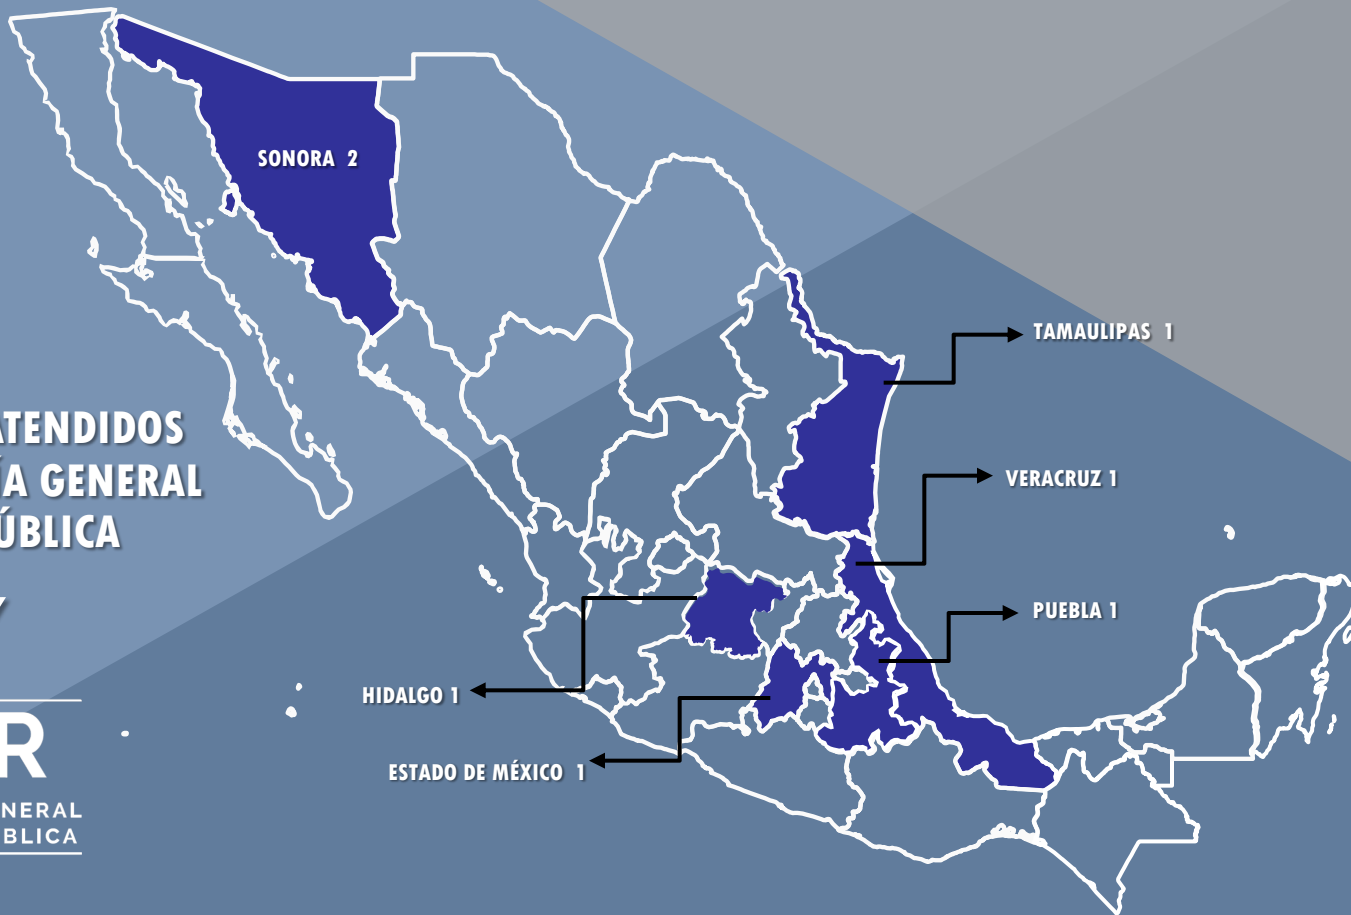 SONORA 2
TAMAULIPAS 1
VERACRUZ 1
PUEBLA 1
HIDALGO 1
ESTADO DE MÉXICO 1
ATENDIDOS
ÍA GENERAL
ÚBLICA
Y
R
NERAL
BLICA